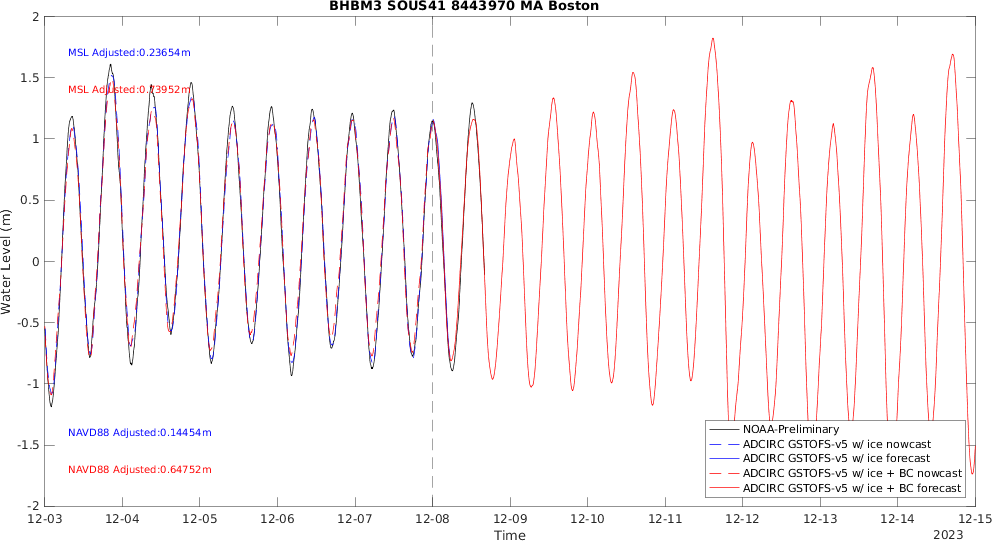 BHBM3 SOUS41 8443970 MA Boston
MSL Adjusted:0.23654m
MSL Adjusted:0.73952m
NAVD88 Adjusted:0.14454m
NAVD88 Adjusted:0.64752m
Water Level (m)
2
1.5
1
0.5
0
-0.5
-1
-1.5
-2
NOAA-Preliminary
ADCIRC GSTOFS-v5 w/ ice nowcast
ADCIRC GSTOFS-v5 w/ ice forecast
ADCIRC GSTOFS-v5 w/ ice + BC nowcast
ADCIRC GSTOFS-v5 w/ ice + BC forecast
12-03 12-04 12-05 12-06 12-07 12-08 12-09 12-10 12-11 12-12 12-13 12-14 12-15
Time
2023